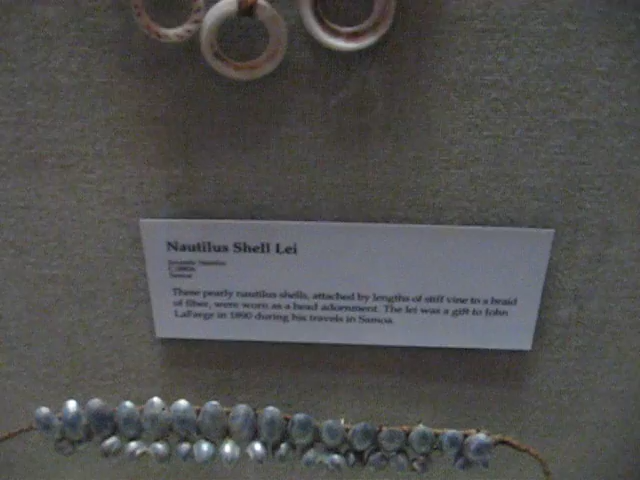 Nautilus Shell Lei
Samoa
These pearly nautilus shells, attached by lengths of stiff vine to a braid
of fiber, were worn as a head adornment. The lei was a gift to John
LaFarge in 1890 during his travels in Samoa.